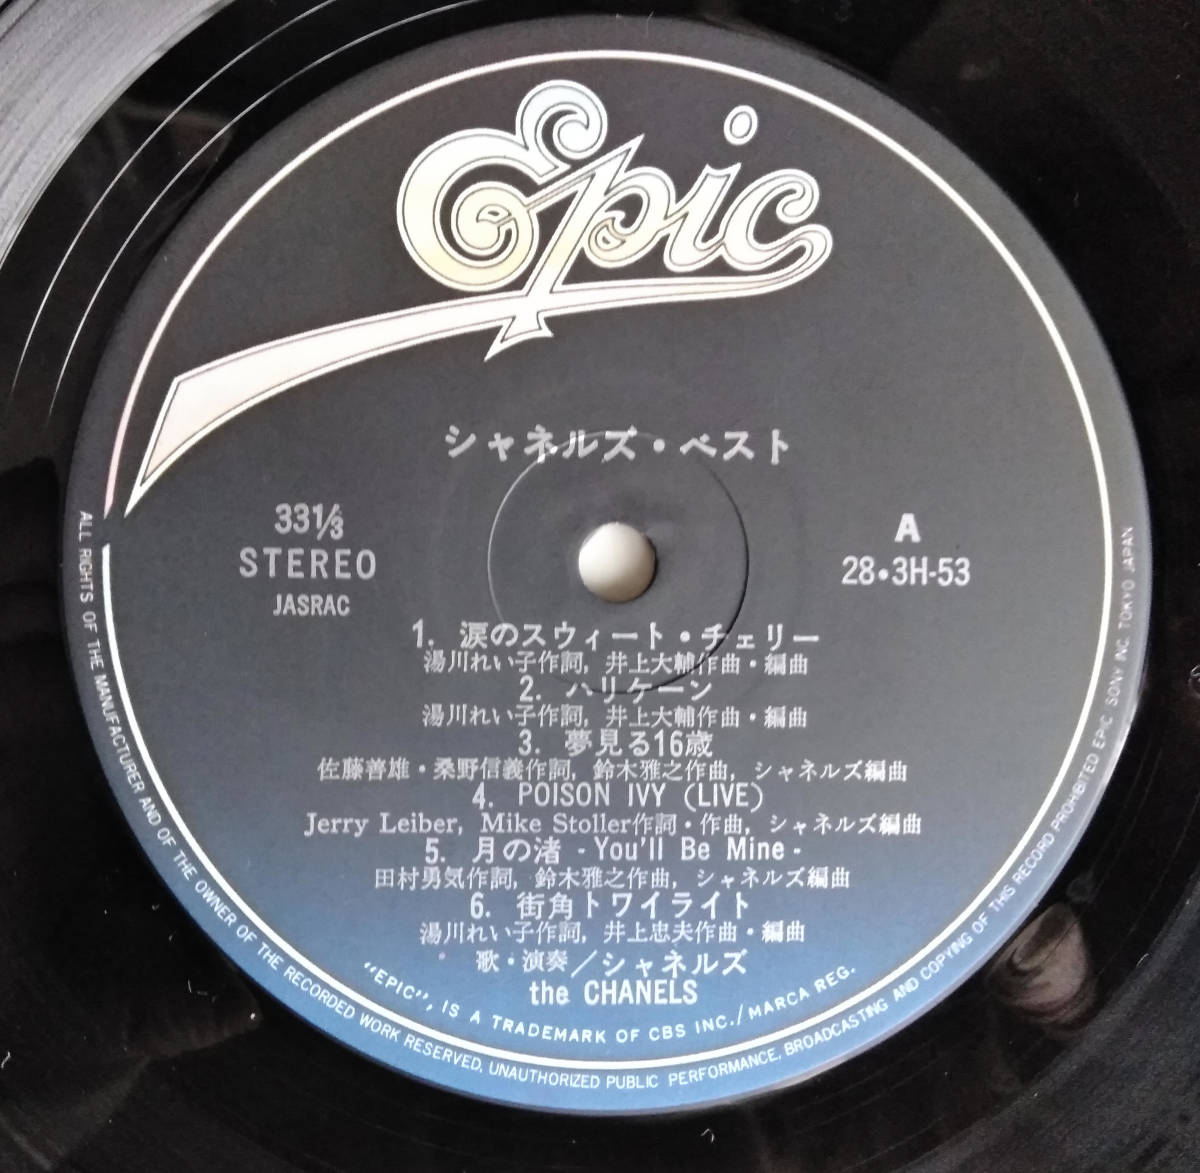 Epic
シャネルズ・ベスト
33⅓
STEREO
JASRAC
A
28・3H-53
1. 涙のスウィート・チェリー
湯川れい子作詞, 井上大輔作曲・編曲
2. ハリケーン
湯川れい子作詞, 井上大輔作曲・編曲
3. 夢見る16歳
佐藤善雄・桑野信義作詞, 鈴木雅之作曲, シャネルズ編曲
4. POISON IVY (LIVE)
Jerry Leiber, Mike Stoller作詞・作曲, シャネルズ編曲
5. 月の渚 -You'll Be Mine-
田村勇気作詞, 鈴木雅之作曲, シャネルズ編曲
6. 街角トワイライト
湯川れい子作詞, 井上忠夫作曲・編曲
歌・演奏/シャネルズ
the CHANELS
"EPIC", IS A TRADEMARK OF CBS INC./MARCA REG.
ALL RIGHTS OF THE MANUFACTURER AND OF THE OWNER OF THE RECORDED WORK RESERVED, UNAUTHORIZED PUBLIC PERFORMANCE, BROADCASTING AND COPYING OF THIS RECORD PROHIBITED EPIC SONY INC. TOKYO JAPAN